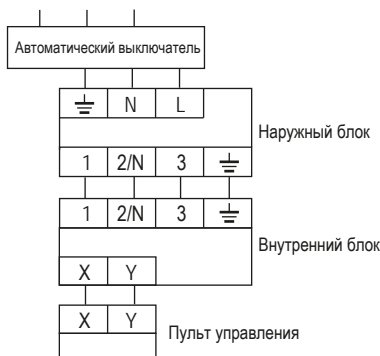 Автоматический выключатель
N L
Наружный блок
1 2/N 3
1 2/N 3
Внутренний блок
X Y
X Y
Пульт управления